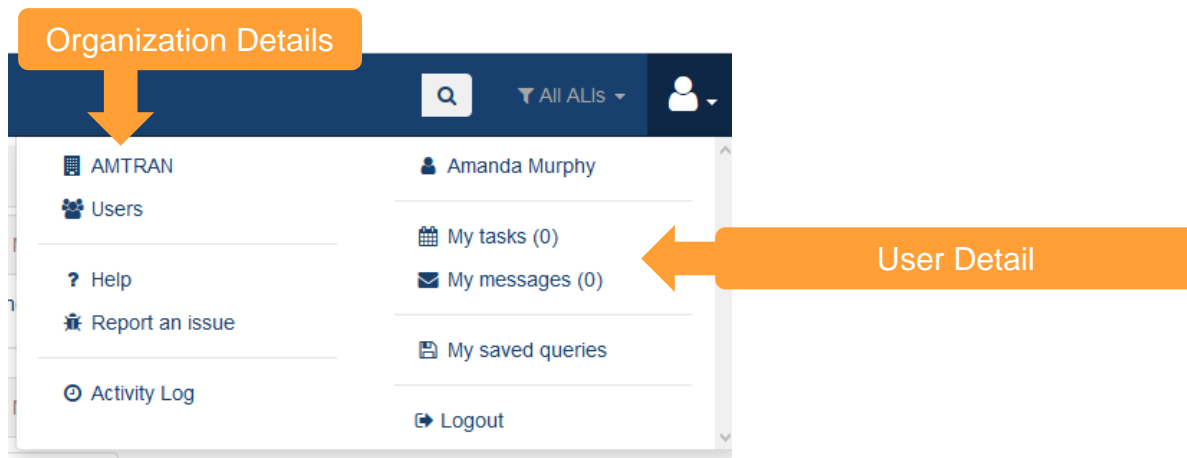 Organization Details
All ALIs
AMTRAN
Users
? Help
Report an issue
Activity Log
Amanda Murphy
My tasks (0)
My messages (0)
My saved queries
Logout
User Detail